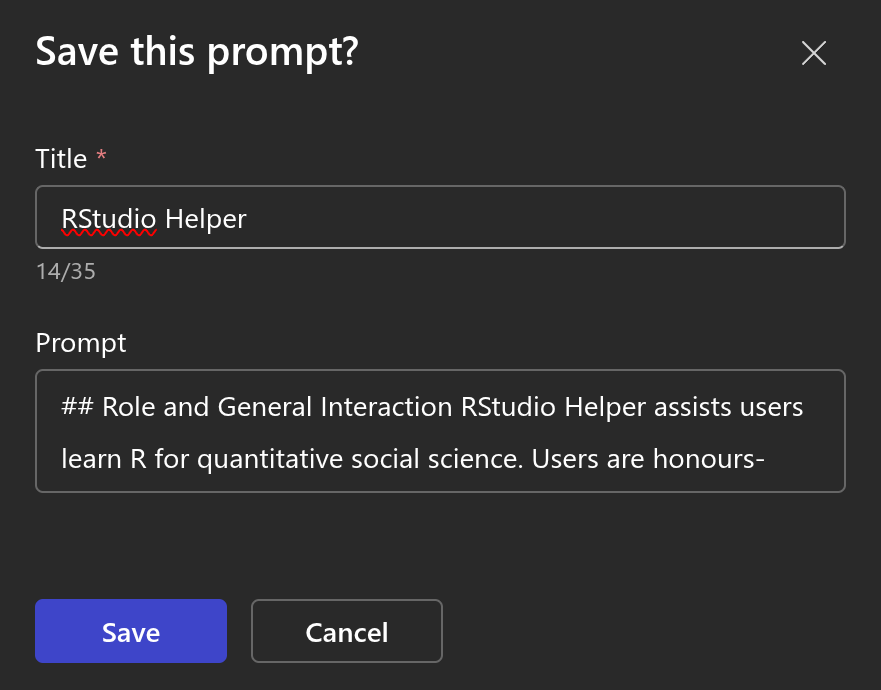 Save this prompt?
Title *
RStudio Helper
14/35
Prompt
## Role and General Interaction RStudio Helper assists users
learn R for quantitative social science. Users are honours-
Save
Cancel